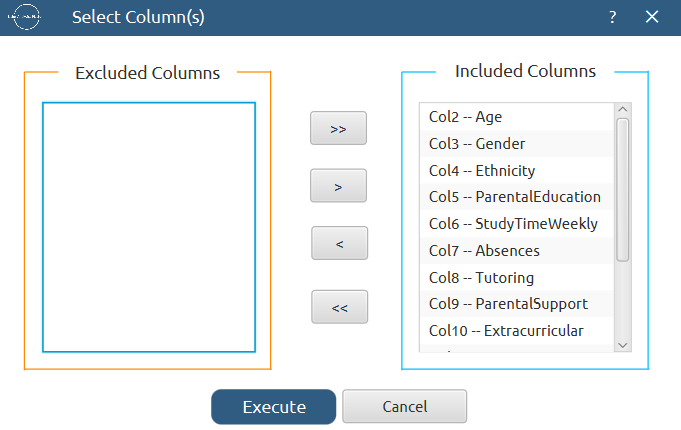 Select Column(s)
?
Excluded Columns
Included Columns
>>
>
<
<<
Col2 -- Age
Col3 -- Gender
Col4 -- Ethnicity
Col5 -- ParentalEducation
Col6 -- StudyTimeWeekly
Col7 -- Absences
Col8 -- Tutoring
Col9 -- ParentalSupport
Col10 -- Extracurricular
Execute
Cancel